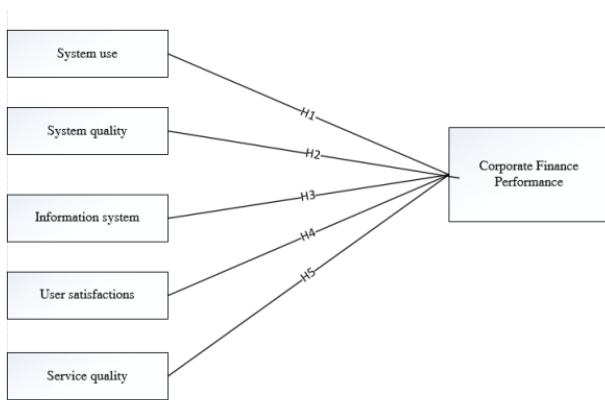 System use
System quality
Information system
User satisfactions
Service quality
H1
H2
H3
H4
H5
Corporate Finance
Performance